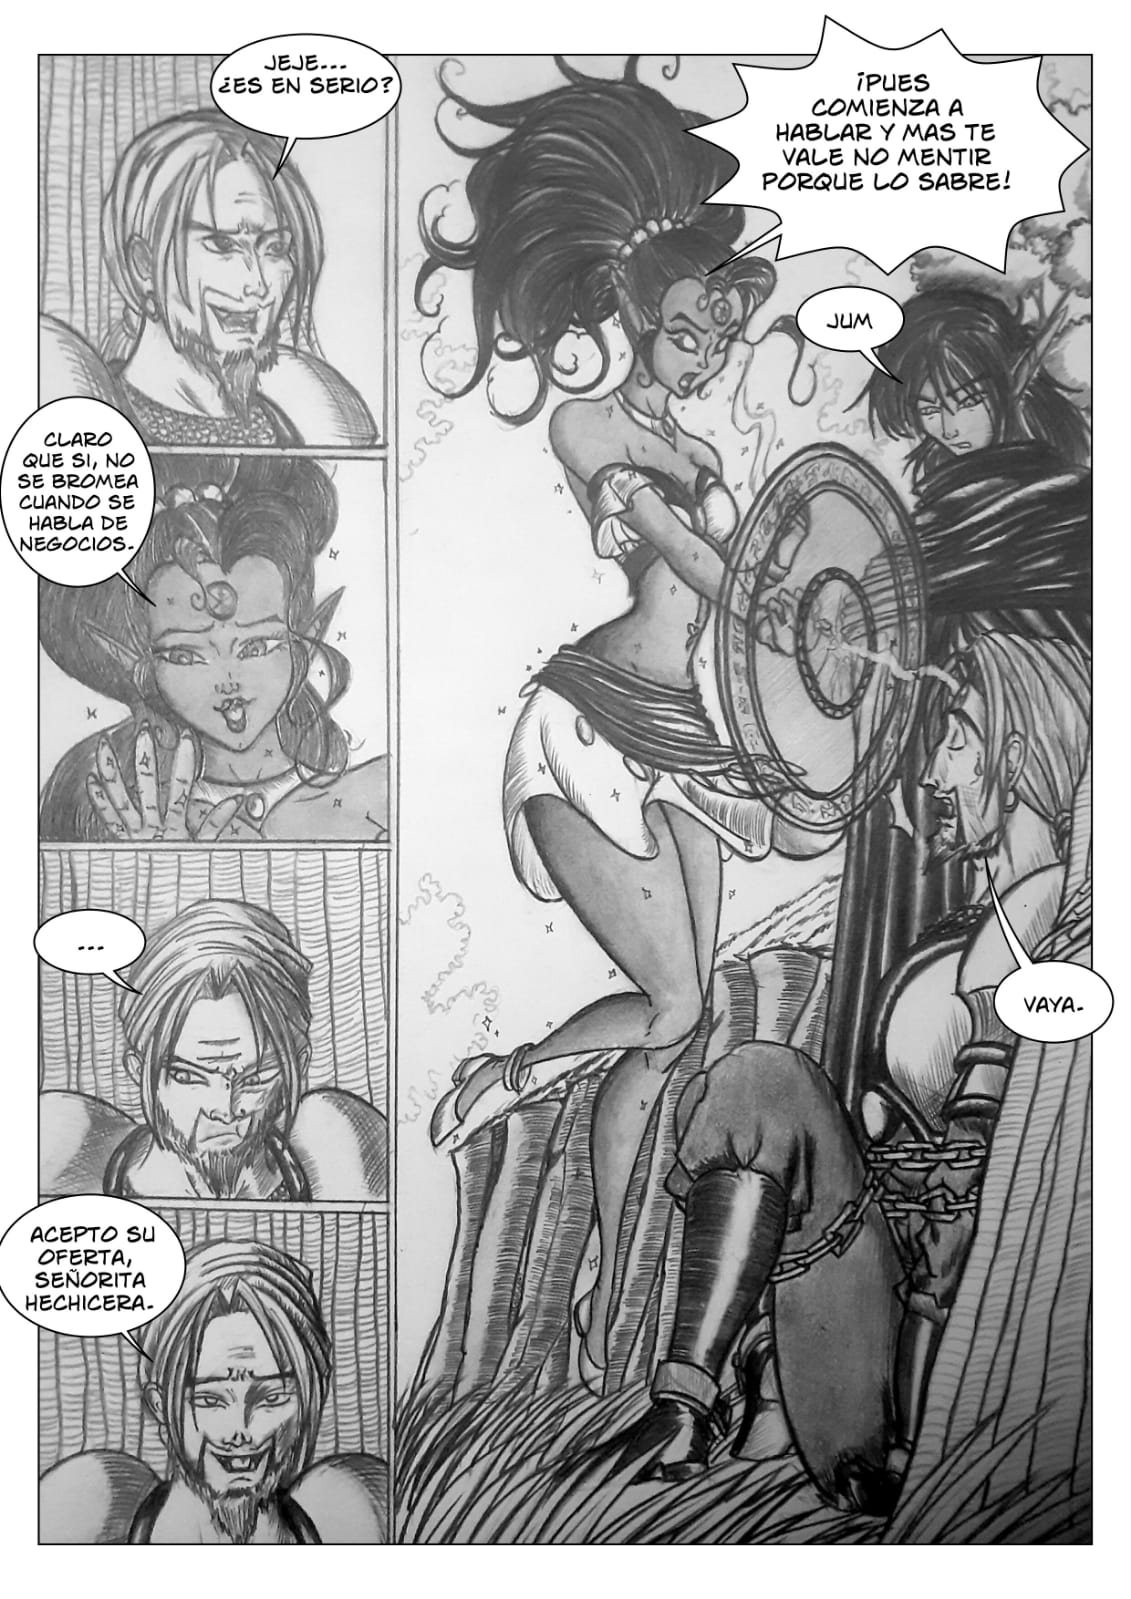 JEJE...
¿ES EN SERIO?
CLARO
QUE SI, NO
SE BROMEA
CUANDO SE
HABLA DE
NEGOCIOS.
...
ACEPTO SU
OFERTA,
SEÑORITA
HECHICERA.
¡PUES
COMIENZA A
HABLAR Y MAS TE
VALE NO MENTIR
PORQUE LO SABRE!
JUM
VAYA.